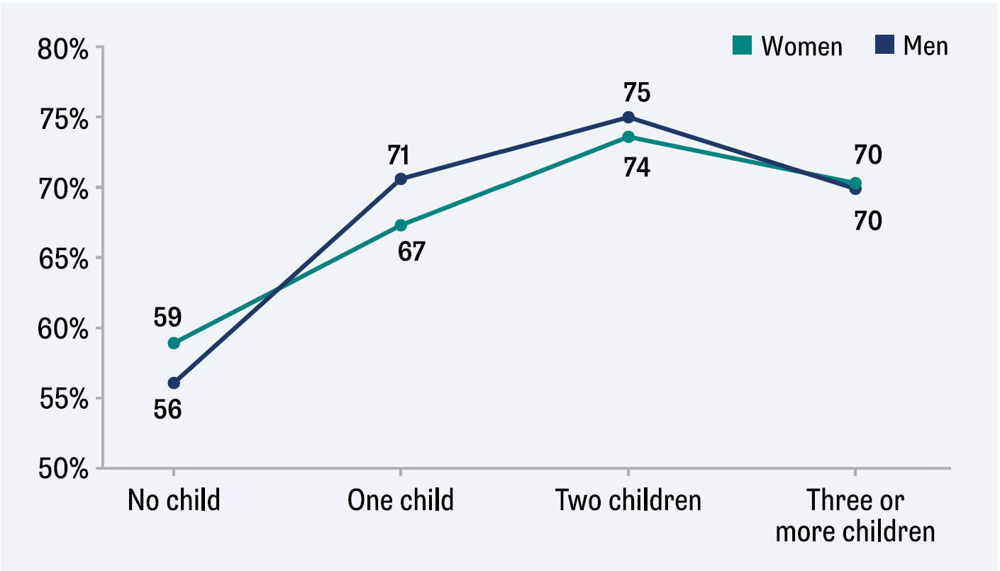 Women Men
80%
75%
70%
65%
60%
55%
50%
59
56
71
67
75
74
70
70
No child
One child
Two children
Three or
more children